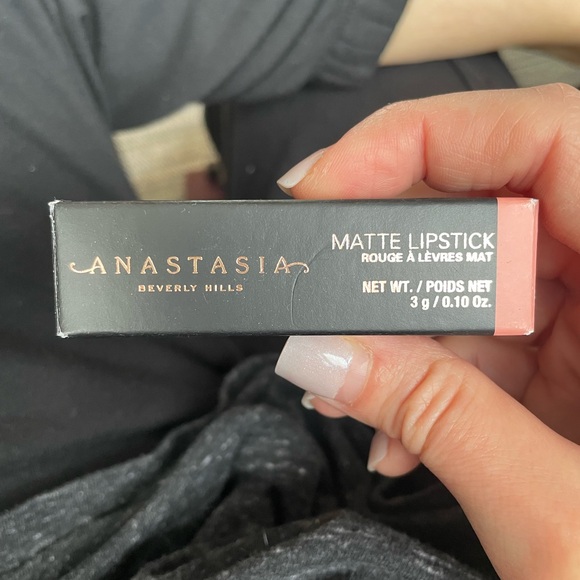 ANASTASIA
BEVERLY HILLS
MATTE LIPSTICK
ROUGE À LÈVRES MAT
NET WT. / POIDS NET
3 g / 0.10 Oz.